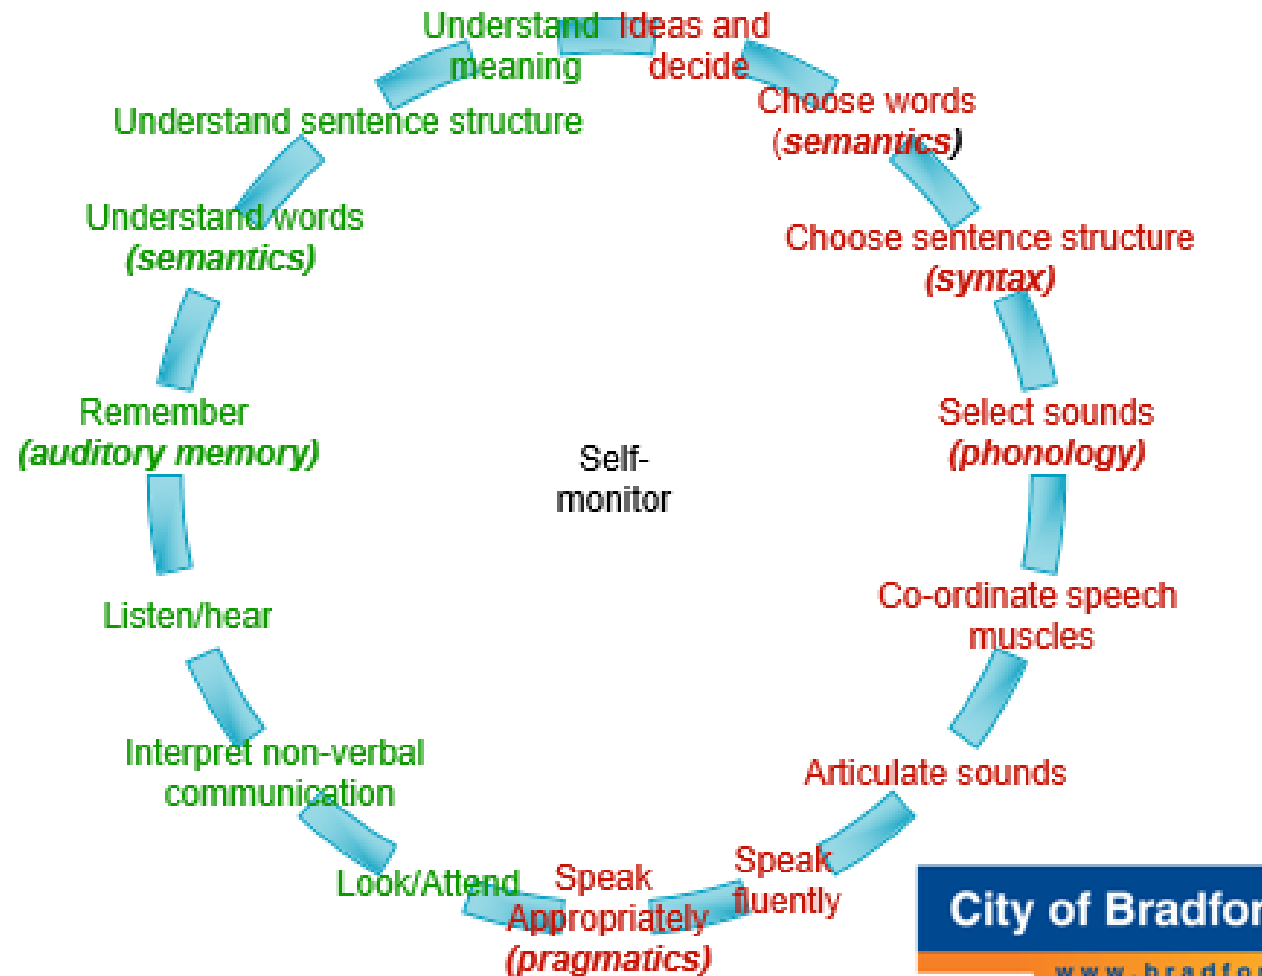 Understand
meaning
Ideas and
decide
Choose words
(semantics)
Understand sentence structure
Understand words
(semantics)
Choose sentence structure
(syntax)
Remember
(auditory memory)
Select sounds
(phonology)
Self-
monitor
Listen/hear
Co-ordinate speech
muscles
Interpret non-verbal
communication
Articulate sounds
Look/Attend
Speak
Appropriately
(pragmatics)
Speak
fluently
City of Bradfor
www.bradfor